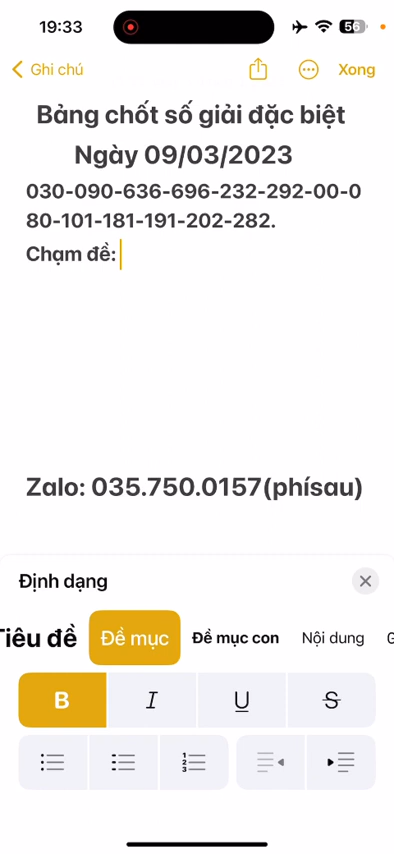 19:33
56
Ghi chú
Xong
Bảng chốt số giải đặc biệt
Ngày 09/03/2023
030-090-636-696-232-292-00-0
80-101-181-191-202-282.
Chạm đề:
Zalo: 035.750.0157(phísau)
Định dạng
Tiêu đề Đề mục Đề mục con Nội dung G
B I U S